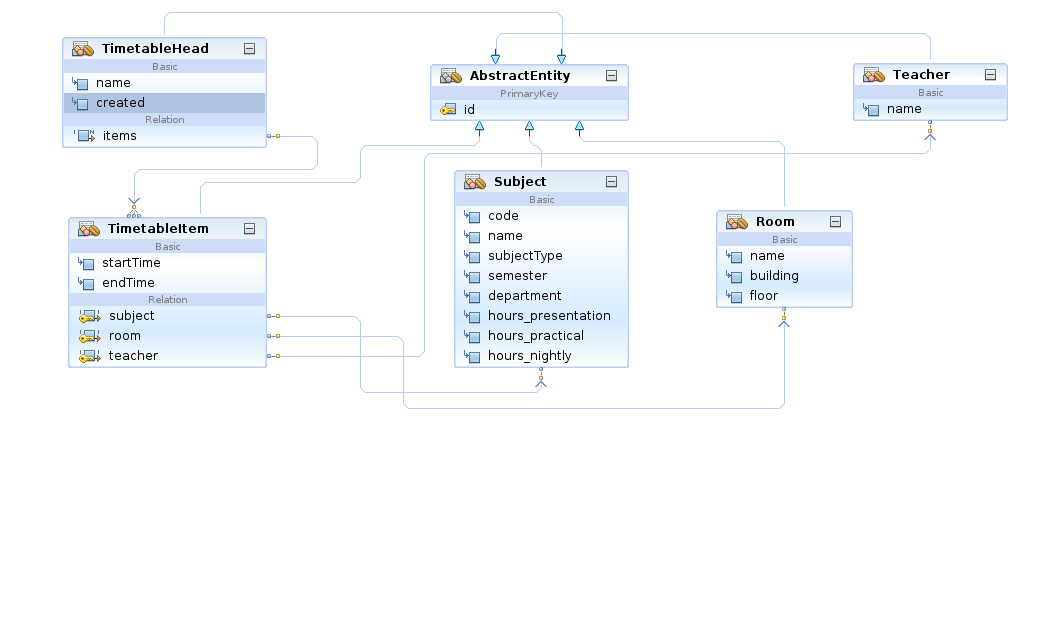 TimetableHead
Basic
name
created
Relation
items
AbstractEntity
PrimaryKey
id
Teacher
Basic
name
TimetableItem
Basic
startTime
endTime
Relation
subject
room
teacher
Subject
Basic
code
name
subjectType
semester
department
hours_presentation
hours_practical
hours_nightly
Room
Basic
name
building
floor